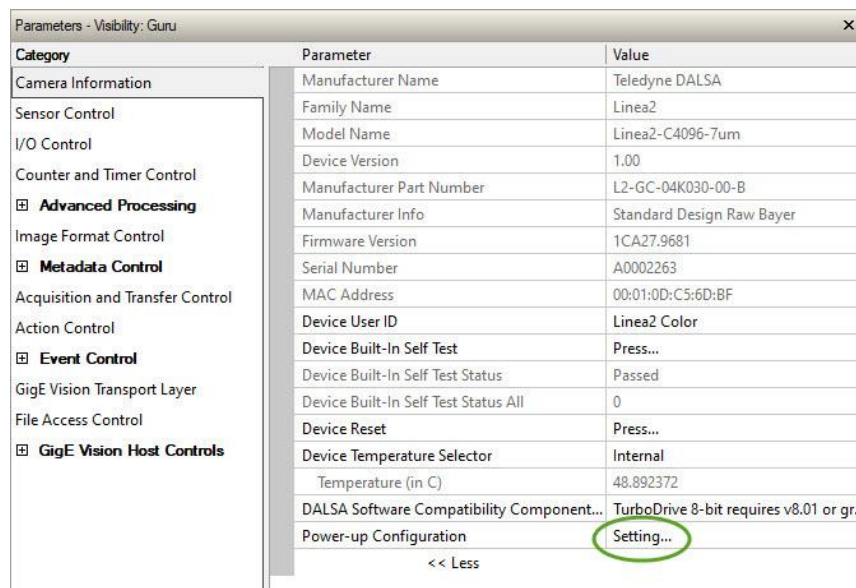 Parameters - Visibility: Guru
Category
Camera Information
Sensor Control
I/O Control
Counter and Timer Control
Advanced Processing
Image Format Control
Metadata Control
Acquisition and Transfer Control
Action Control
Event Control
GigE Vision Transport Layer
File Access Control
GigE Vision Host Controls
Parameter Value
Manufacturer Name Teledyne DALSA
Family Name Linea2
Model Name Linea2-C4096-7um
Device Version 1.00
Manufacturer Part Number L2-GC-04K030-00-B
Manufacturer Info Standard Design Raw Bayer
Firmware Version 1CA27.9681
Serial Number A0002263
MAC Address 00:01:0D:C5:6D:BF
Device User ID Linea2 Color
Device Built-In Self Test Press...
Device Built-In Self Test Status Passed
Device Built-In Self Test Status All 0
Device Reset Press...
Device Temperature Selector Internal
Temperature (in C) 48.892372
DALSA Software Compatibility Component... TurboDrive 8-bit requires v8.01 or gr.
Power-up Configuration Setting...
<< Less